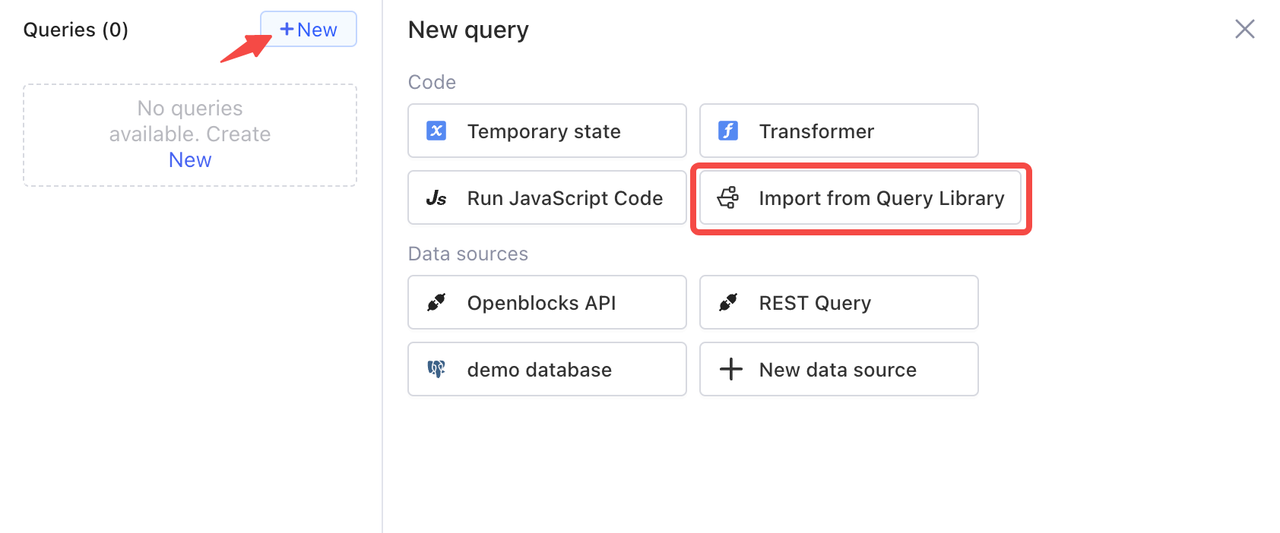 Queries (0)
+ New
No queries
available. Create
New
New query
Code
Temporary state
Transformer
Run JavaScript Code
Import from Query Library
Data sources
Openblocks API
REST Query
demo database
New data source